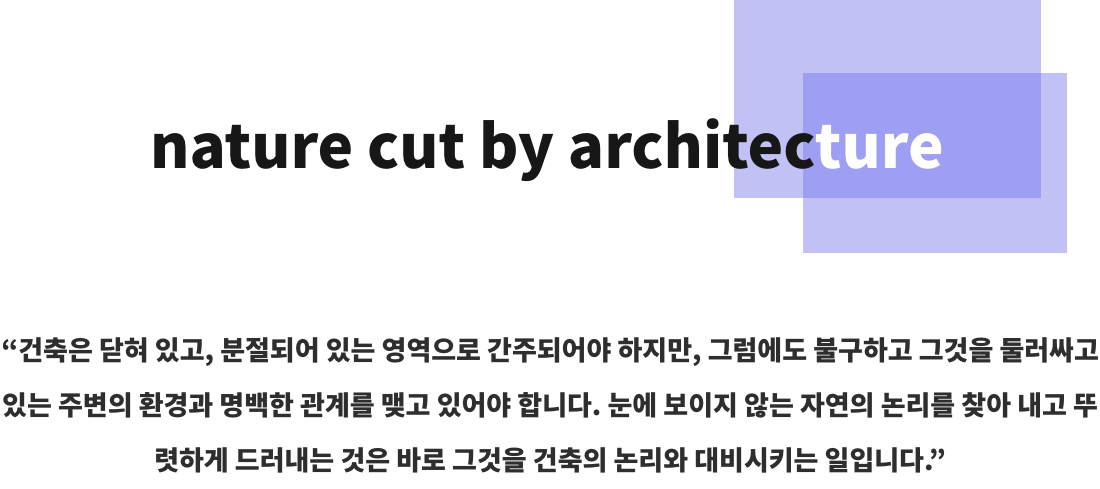 nature cut by architecture
“건축은 닫혀 있고, 분절되어 있는 영역으로 간주되어야 하지만, 그럼에도 불구하고 그것을 둘러싸고
있는 주변의 환경과 명백한 관계를 맺고 있어야 합니다. 눈에 보이지 않는 자연의 논리를 찾아 내고 뚜
렷하게 드러내는 것은 바로 그것을 건축의 논리와 대비시키는 일입니다.”